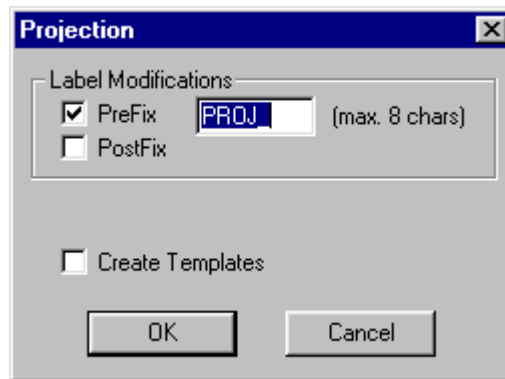 Projection
Label Modifications
PreFix PROJ_ (max. 8 chars)
PostFix
Create Templates
OK Cancel